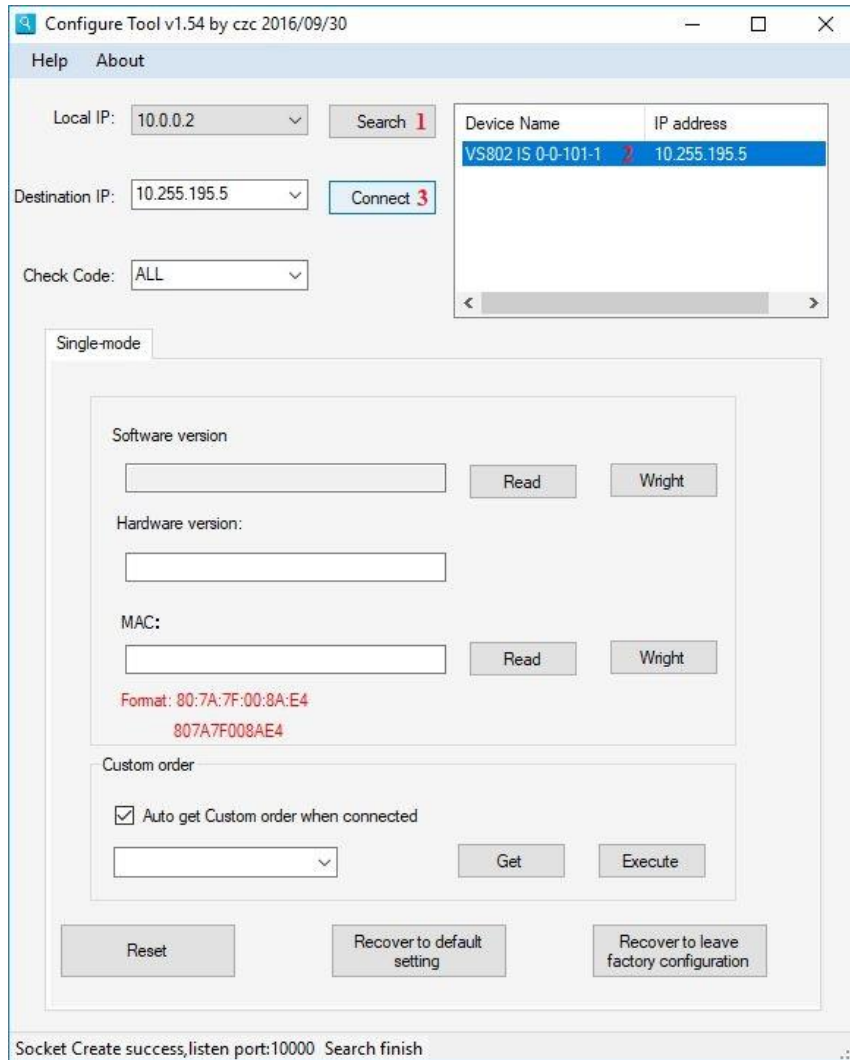 Configure Tool v1.54 by czc 2016/09/30
Help About
Local IP: 10.0.0.2 Search 1
Device Name IP address
VS802 IS 0-0-101-1 2 10.255.195.5
Destination IP: 10.255.195.5 Connect 3
Check Code: ALL
Single-mode
Software version
Read Wright
Hardware version:
MAC:
Read Wright
Format: 80:7A:7F:00:8A:E4
807A7F008AE4
Custom order
Auto get Custom order when connected
Get Execute
Reset
Recover to default
setting
Recover to leave
factory configuration
Socket Create success,listen port:10000 Search finish